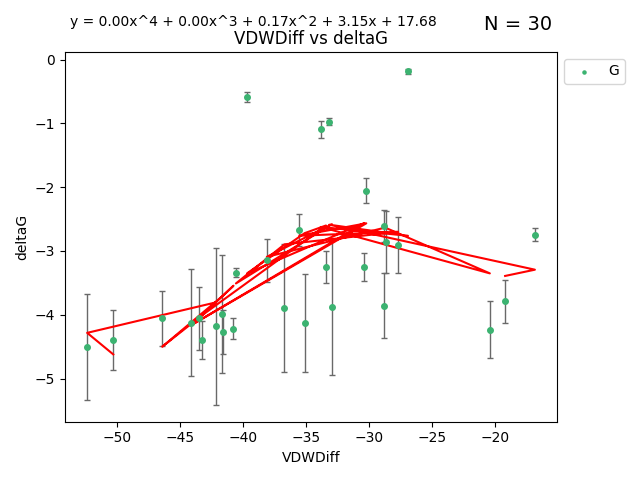 y = 0.00x^4 + 0.00x^3 + 0.17x^2 + 3.15x + 17.68
N = 30
VDWDiff vs deltaG
G
deltaG
0
−1
−2
−3
−4
−5
−50
−45
−40
−35
−30
−25
−20
VDWDiff